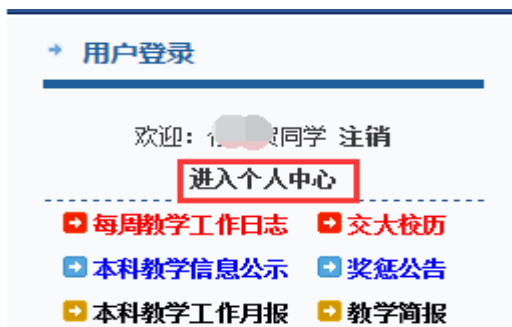 用户登录
欢迎： 同学 注销
进入个人中心
每周教学工作日志 交大校历
本科教学信息公示 奖惩公告
本科教学工作月报 教学简报